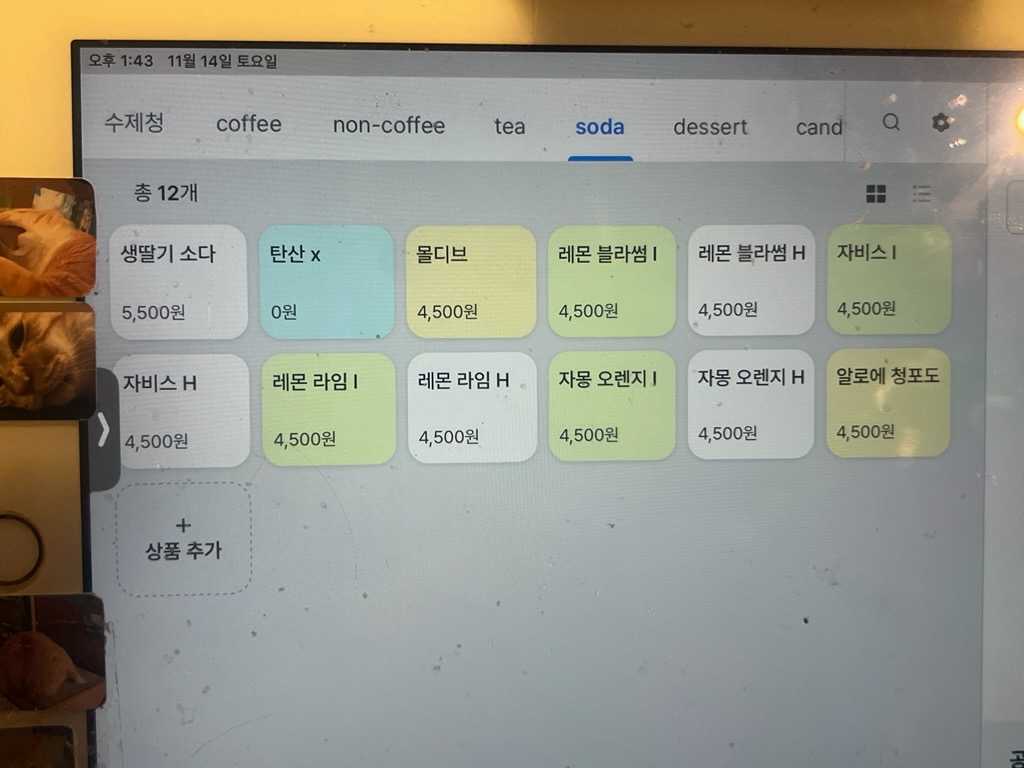 오후 1:43 11월 14일 토요일
수제청 coffee non-coffee tea soda dessert cand
총 12개
생딸기 소다 탄산 x 몰디브 레몬 블라썸 I 레몬 블라썸 H 자비스 I
5,500원 0원 4,500원 4,500원 4,500원 4,500원
자비스 H 레몬 라임 I 레몬 라임 H 자몽 오렌지 I 자몽 오렌지 H 알로에 청포도
4,500원 4,500원 4,500원 4,500원 4,500원 4,500원
+
상품 추가